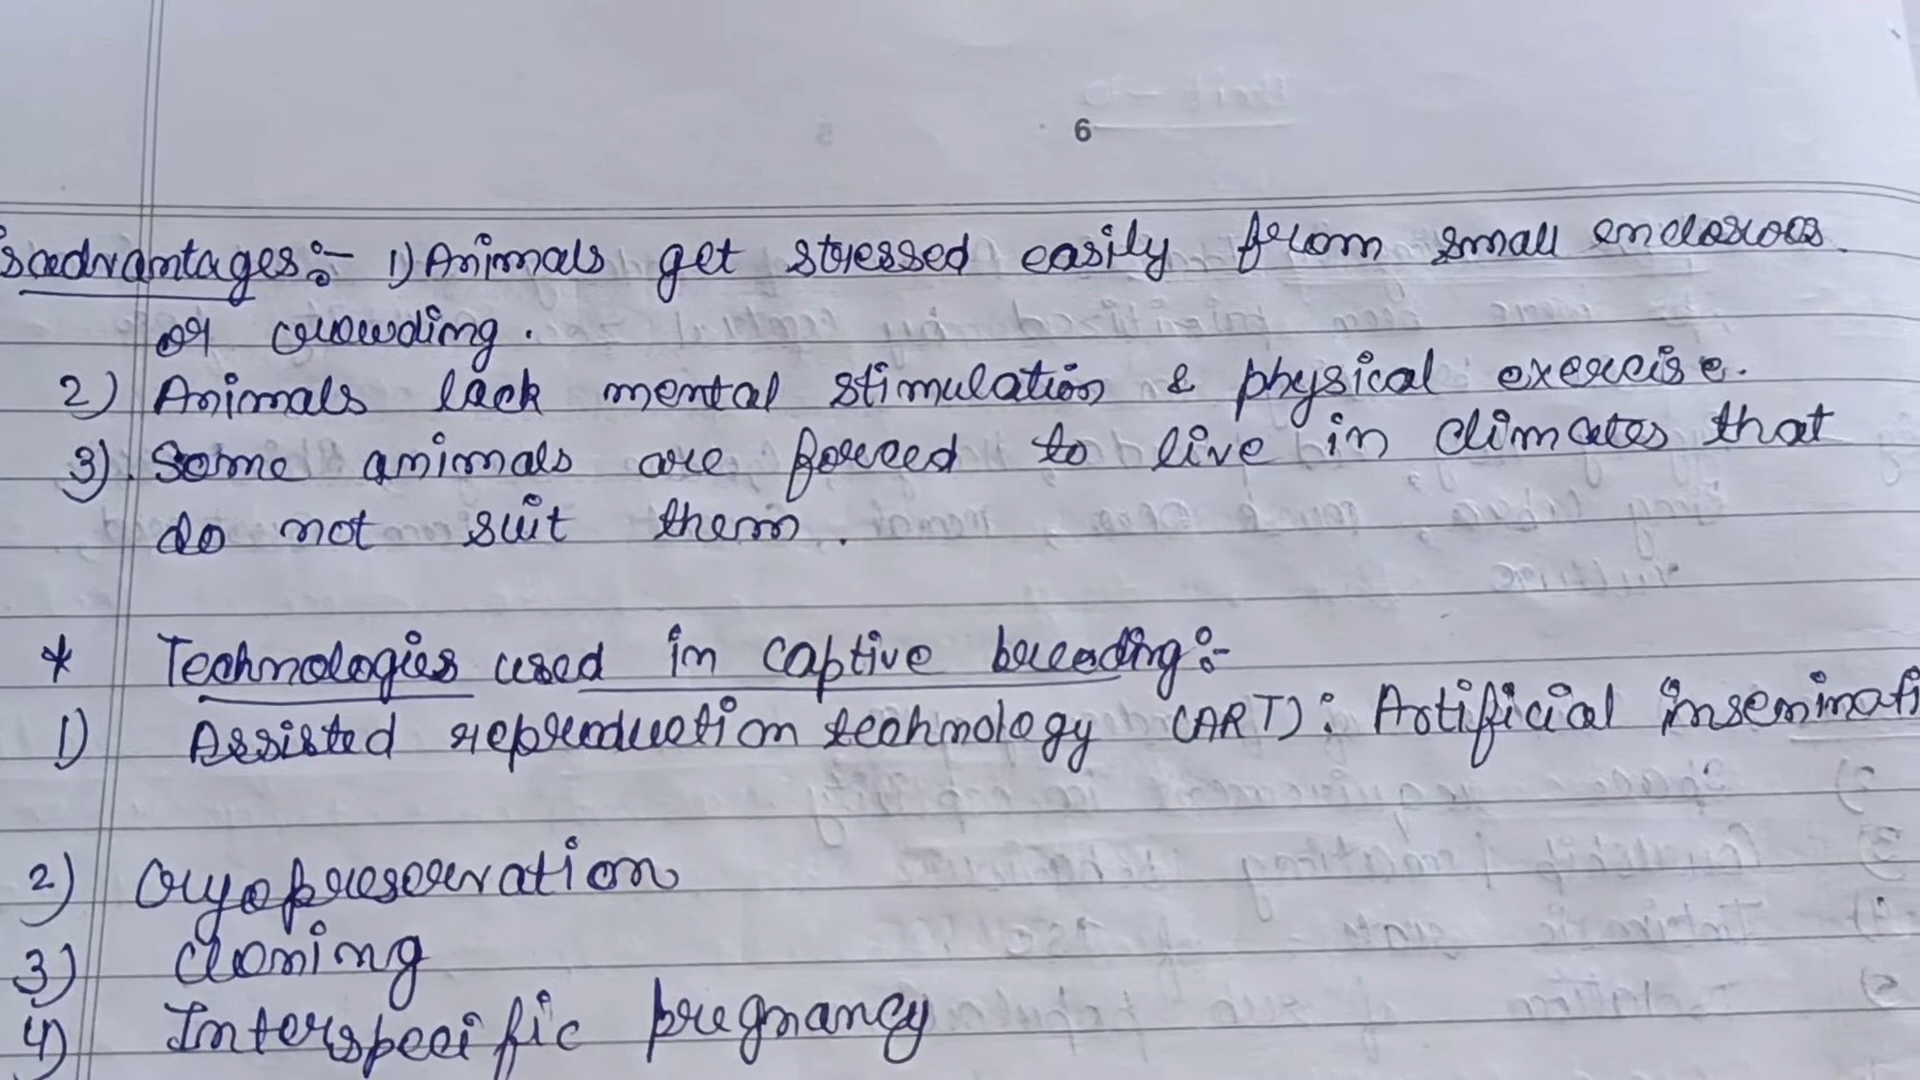 6
isadvantages:- 1) Animals get stressed easily from small enclosures.
or crowding.
2) Animals lack mental stimulation & physical exercise.
3) Some animals are forced to live in climates that
do not suit them.
* Technologies used in captive breeding:-
1) Assisted reproduction technology (ART): Artificial inseminati
2) Cryopreservation
3) cloning
4) Interspecific pregnancy